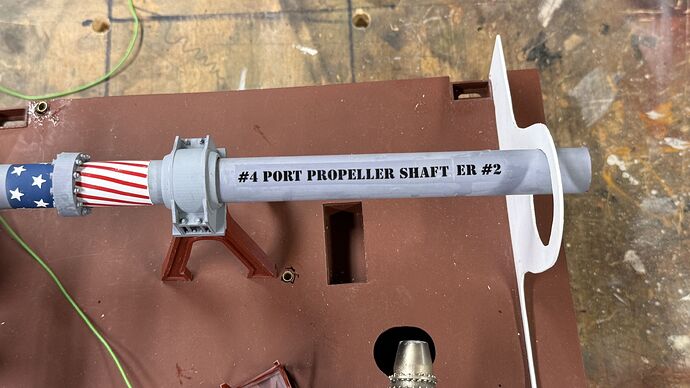 #4 PORT PROPELLER SHAFT ER #2